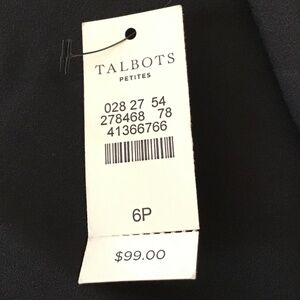 TALBOTS
PETITES
028 27 54
278468 78
41366766
6P
$99.00